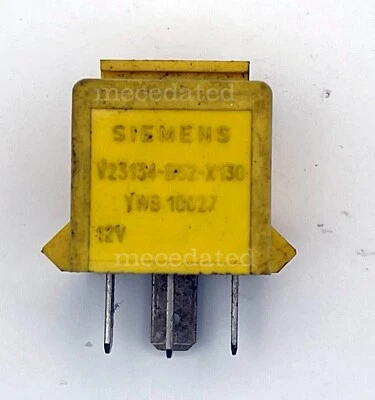 mecedated
SIEMENS
V23134-B52-X130
YWB 10027
12V
mecedated